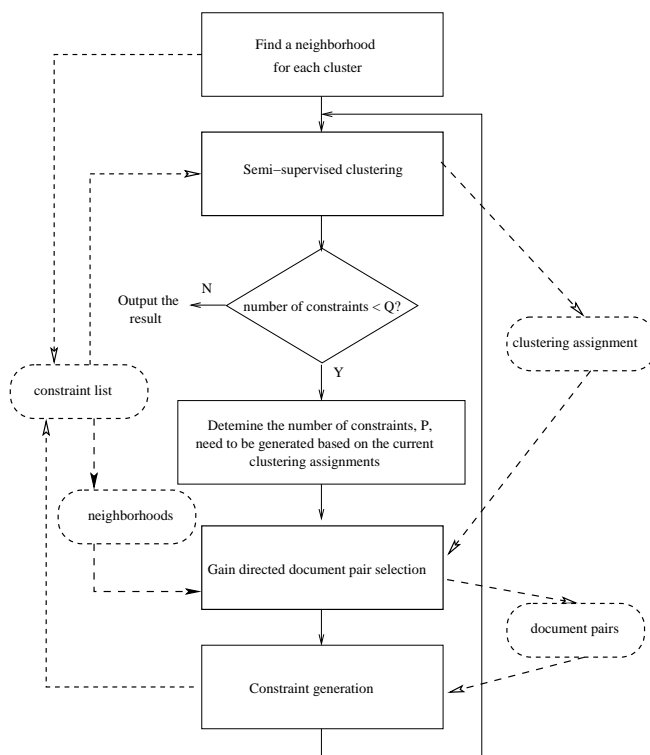 Find a neighborhood
for each cluster
Semi−supervised clustering
N
Output the
result
number of constraints < Q?
clustering assignment
Y
constraint list
Detemine the number of constraints, P,
need to be generated based on the current
clustering assignments
neighborhoods
Gain directed document pair selection
document pairs
Constraint generation